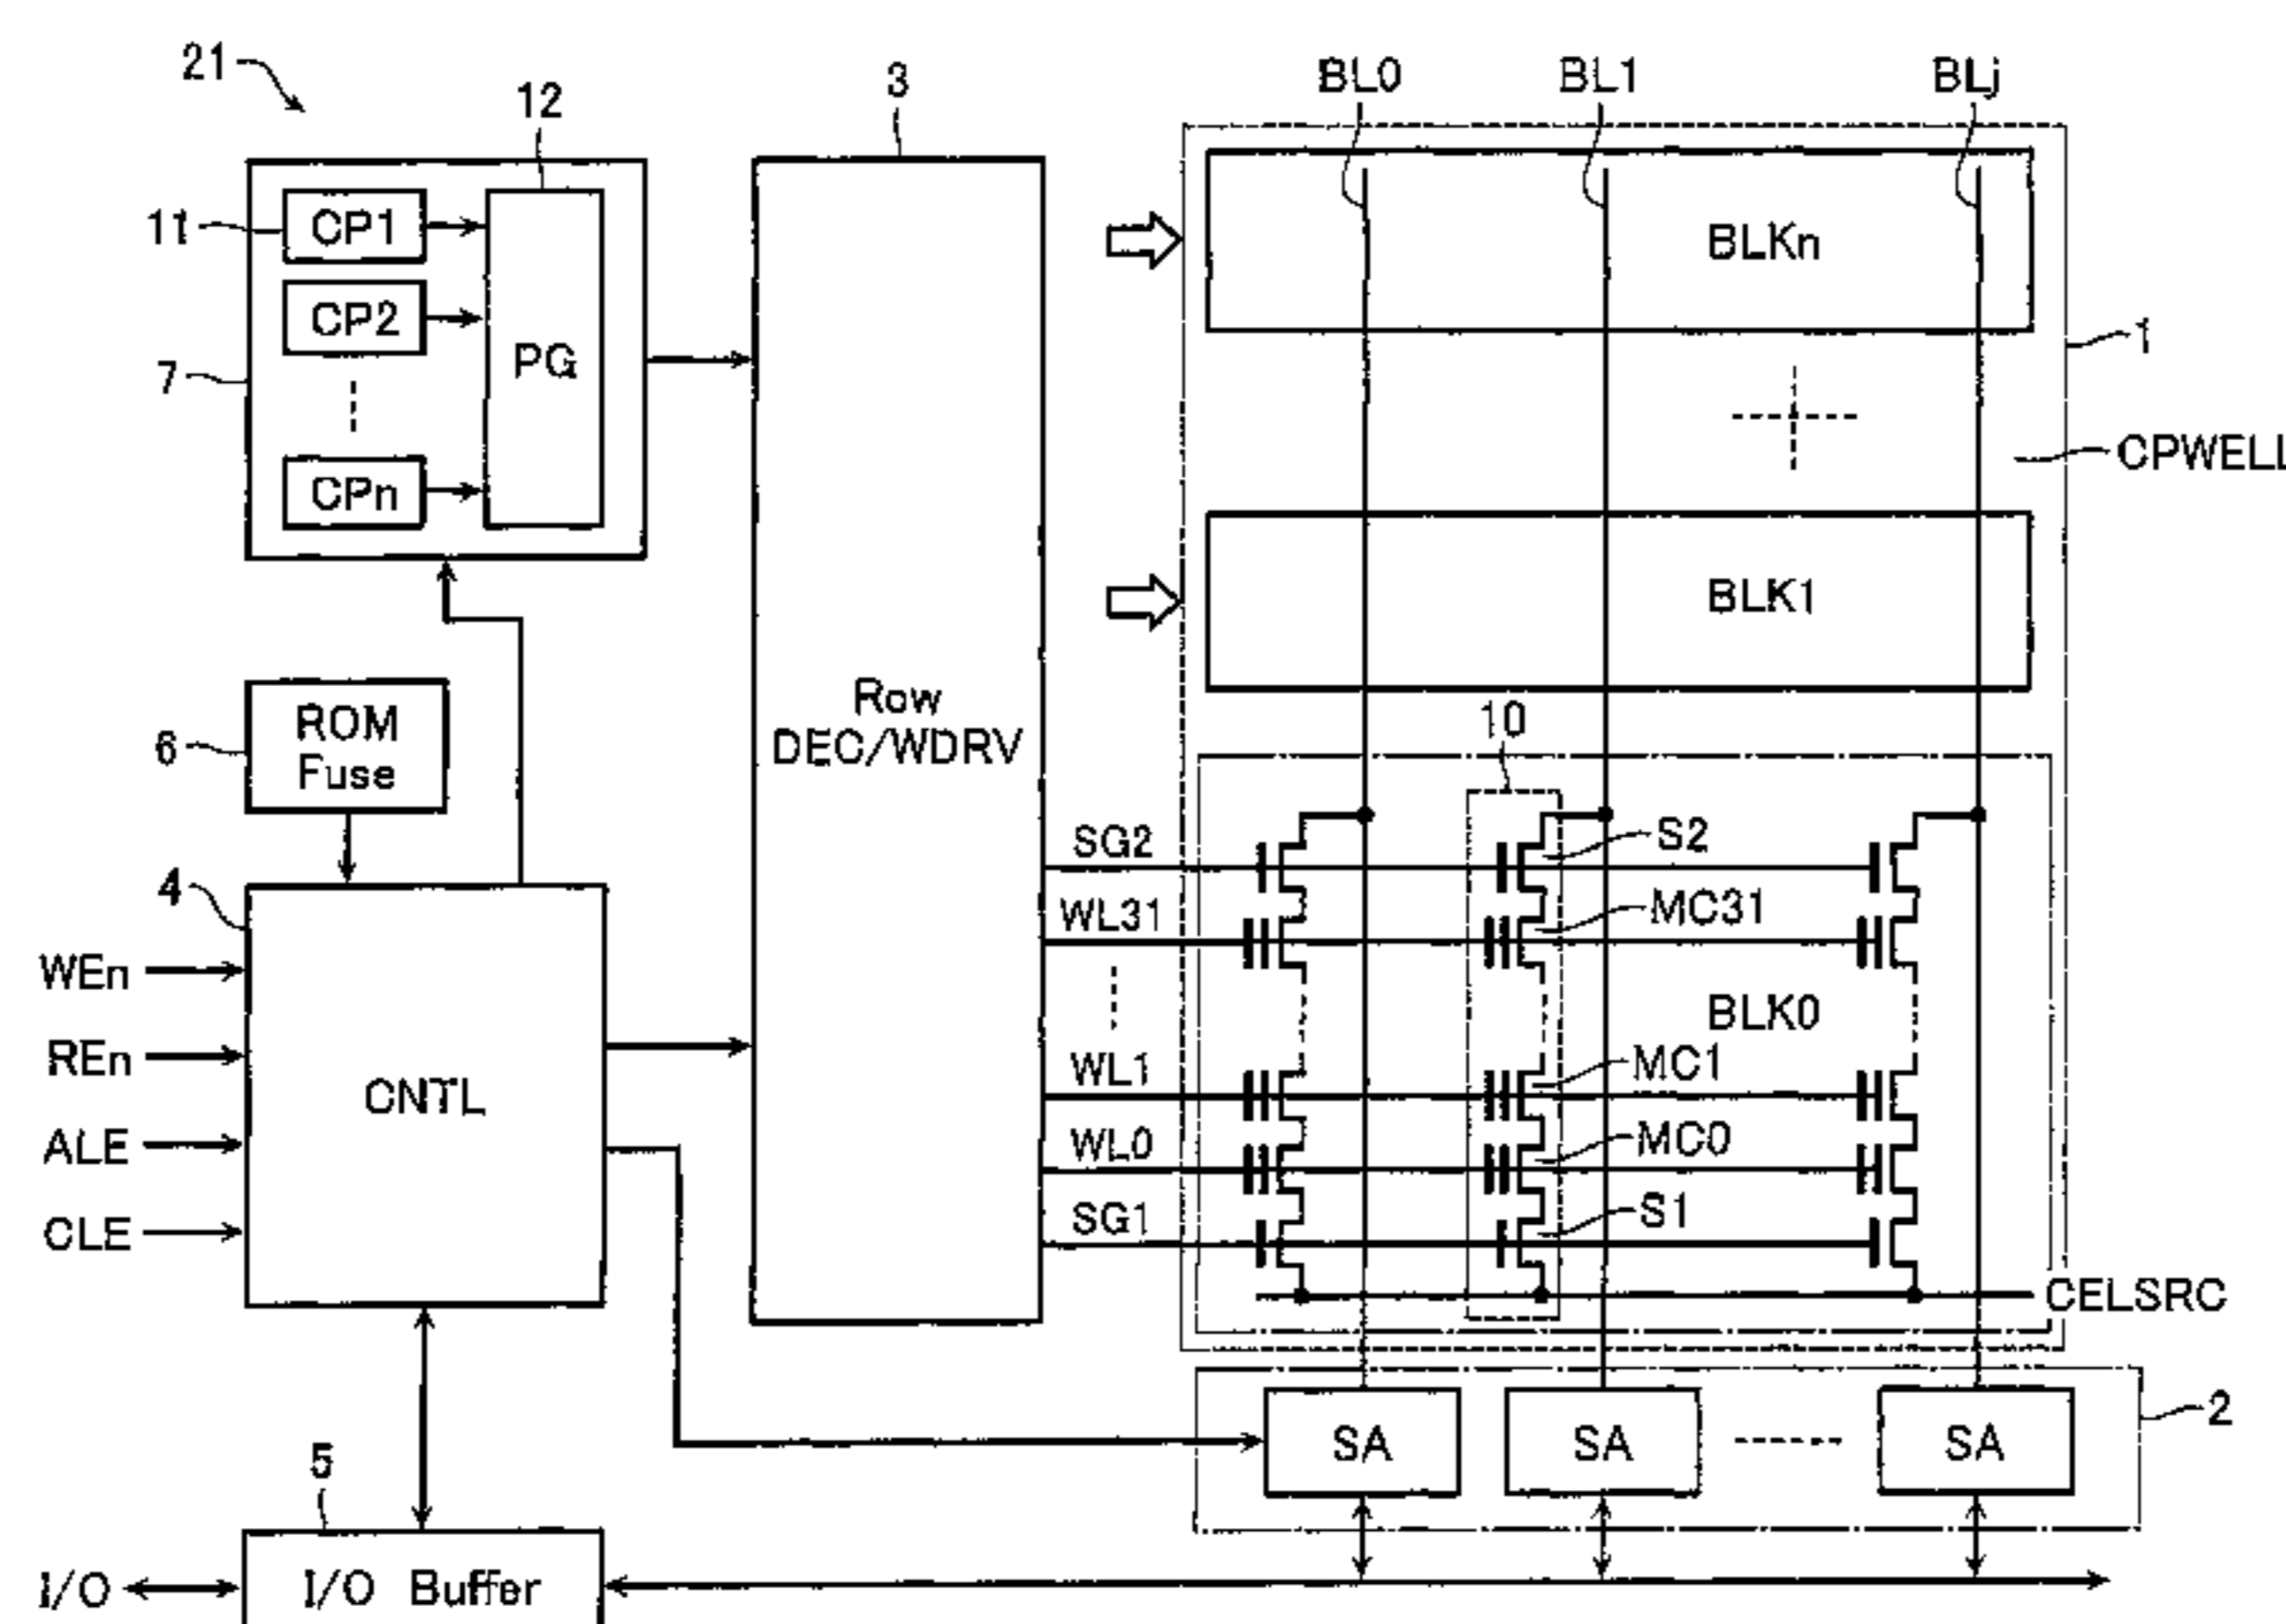 21
12
3
BL0
BL1
BLj
11
CP1
CP2
CPn
PG
7
BLKn
1
CPWELL
BLK1
Row
DEC/WDRV
ROM
Fuse
6
10
SG2
S2
4
WL31
MC31
WEn
BLK0
REn
CNTL
WL1
MC1
ALE
WL0
MC0
CLE
SG1
S1
CELSRC
SA
SA
SA
2
5
I/O
I/O Buffer